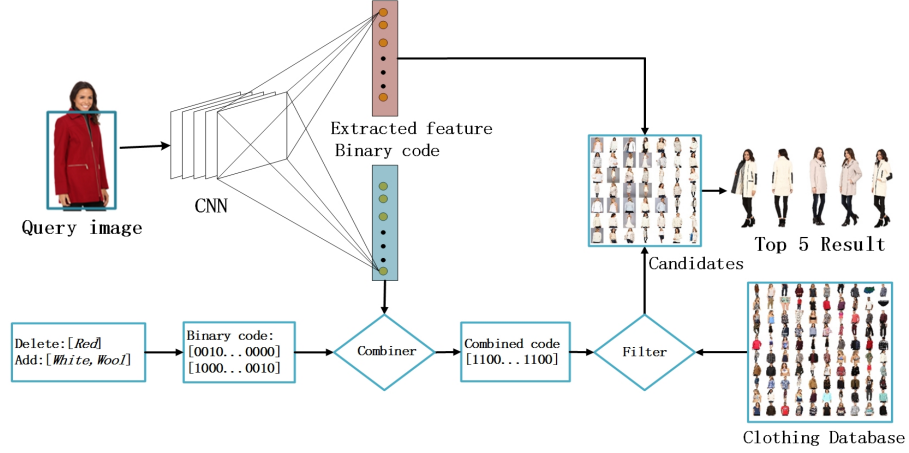 Extracted feature
Binary code
CNN
Query image
Candidates
Top 5 Result
Delete:[Red]
Add:[White,Wool]
Binary code:
[0010...0000]
[1000...0010]
Combiner
Combined code
[1100...1100]
Filter
Clothing Database